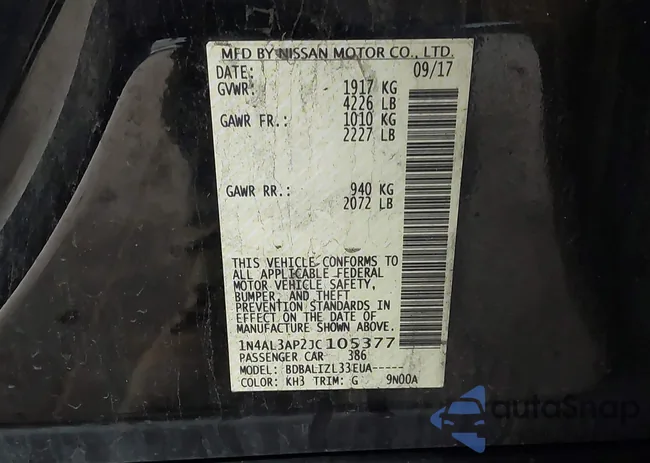 MFD BY NISSAN MOTOR CO., LTD.
DATE: 09/17
GVWR: 1917 KG
4226 LB
GAWR FR.: 1010 KG
2227 LB
GAWR RR.: 940 KG
2072 LB
THIS VEHICLE CONFORMS TO
ALL APPLICABLE FEDERAL
MOTOR VEHICLE SAFETY,
BUMPER, AND THEFT
PREVENTION STANDARDS IN
EFFECT ON THE DATE OF
MANUFACTURE SHOWN ABOVE.
1N4AL3AP2JC105377
PASSENGER CAR 386
MODEL: BDBALIZL33EUA-----
COLOR: KH3 TRIM: G 9N00A
autoSnap